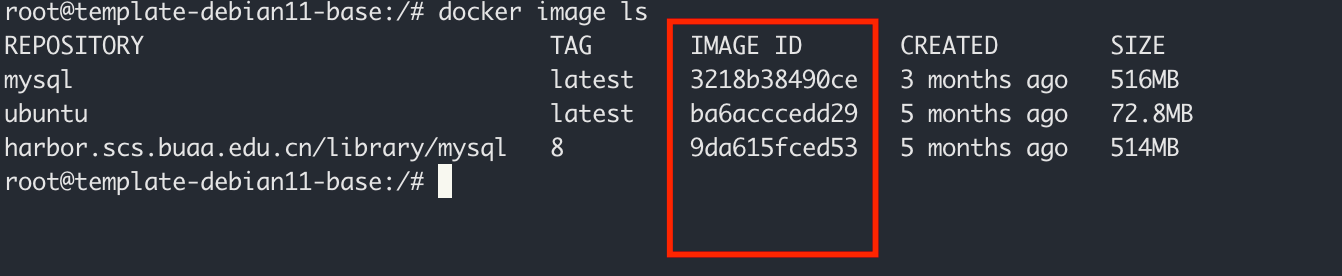 root@template-debian11-base:/# docker image ls
REPOSITORY TAG IMAGE ID CREATED SIZE
mysql latest 3218b38490ce 3 months ago 516MB
ubuntu latest ba6acccedd29 5 months ago 72.8MB
harbor.scs.buaa.edu.cn/library/mysql 8 9da615fced53 5 months ago 514MB
root@template-debian11-base:/#